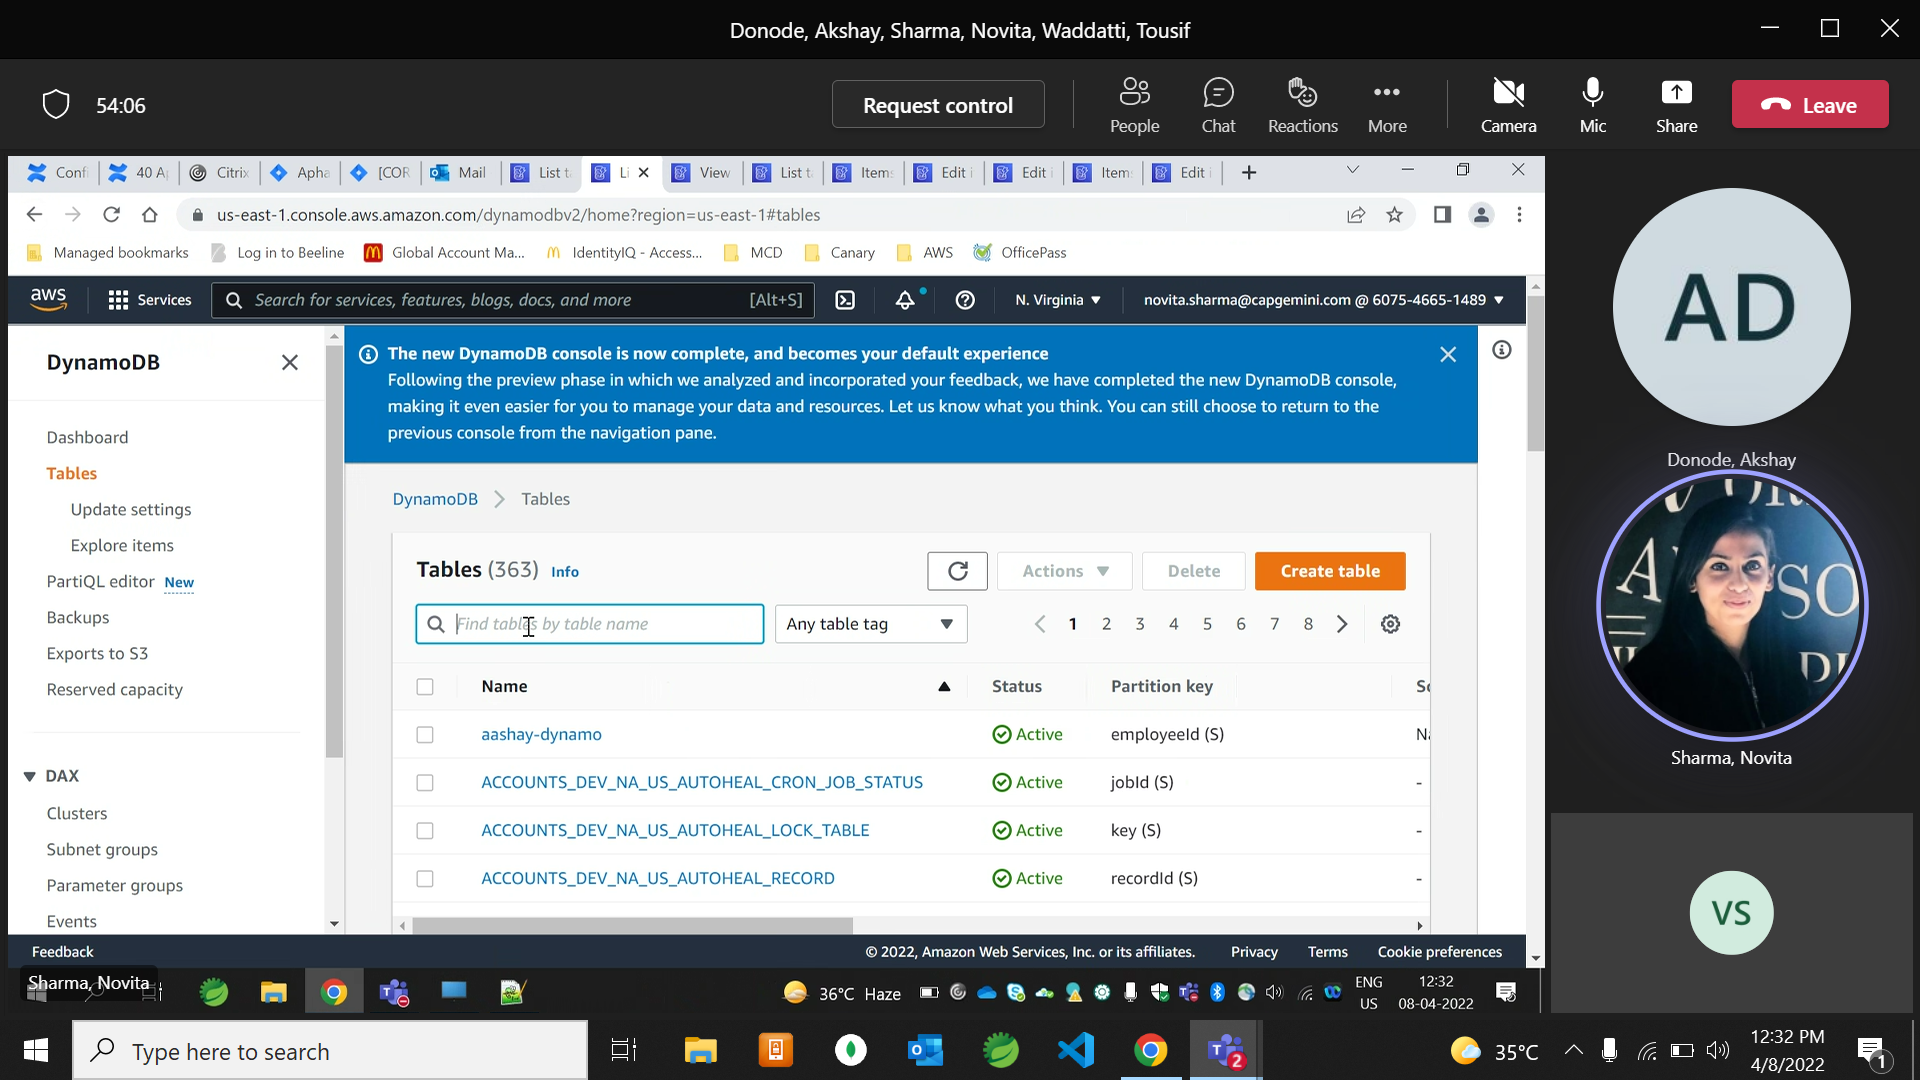 Donode, Akshay, Sharma, Novita, Waddatti, Tousif
54:06
Request control
People
Chat
Reactions
More
Camera
Mic
Share
Leave
Conf
40 A
Citrix
Apha
[COR
Mail
List t
Li
View
List t
Items
Edit i
Edit i
Items
Edit i
us-east-1.console.aws.amazon.com/dynamodbv2/home?region=us-east-1#tables
Managed bookmarks
Log in to Beeline
Global Account Ma...
IdentityIQ - Access...
MCD
Canary
AWS
OfficePass
aws
Services
Search for services, features, blogs, docs, and more
[Alt+S]
N. Virginia
novita.sharma@capgemini.com @ 6075-4665-1489
DynamoDB
Dashboard
Tables
Update settings
Explore items
PartiQL editor New
Backups
Exports to S3
Reserved capacity
DAX
Clusters
Subnet groups
Parameter groups
Events
The new DynamoDB console is now complete, and becomes your default experience
Following the preview phase in which we analyzed and incorporated your feedback, we have completed the new DynamoDB console,
making it even easier for you to manage your data and resources. Let us know what you think. You can still choose to return to the
previous console from the navigation pane.
DynamoDB > Tables
Tables (363) Info
Actions
Delete
Create table
Find tables by table name
Any table tag
1 2 3 4 5 6 7 8
Name Status Partition key
aashay-dynamo Active employeeId (S)
ACCOUNTS_DEV_NA_US_AUTOHEAL_CRON_JOB_STATUS Active jobId (S) -
ACCOUNTS_DEV_NA_US_AUTOHEAL_LOCK_TABLE Active key (S) -
ACCOUNTS_DEV_NA_US_AUTOHEAL_RECORD Active recordId (S) -
Feedback
© 2022, Amazon Web Services, Inc. or its affiliates.
Privacy
Terms
Cookie preferences
Sharma, Novita
36°C Haze
ENG
US
12:32
08-04-2022
AD
Donode, Akshay
Sharma, Novita
VS
Type here to search
2
35°C
12:32 PM
4/8/2022
1